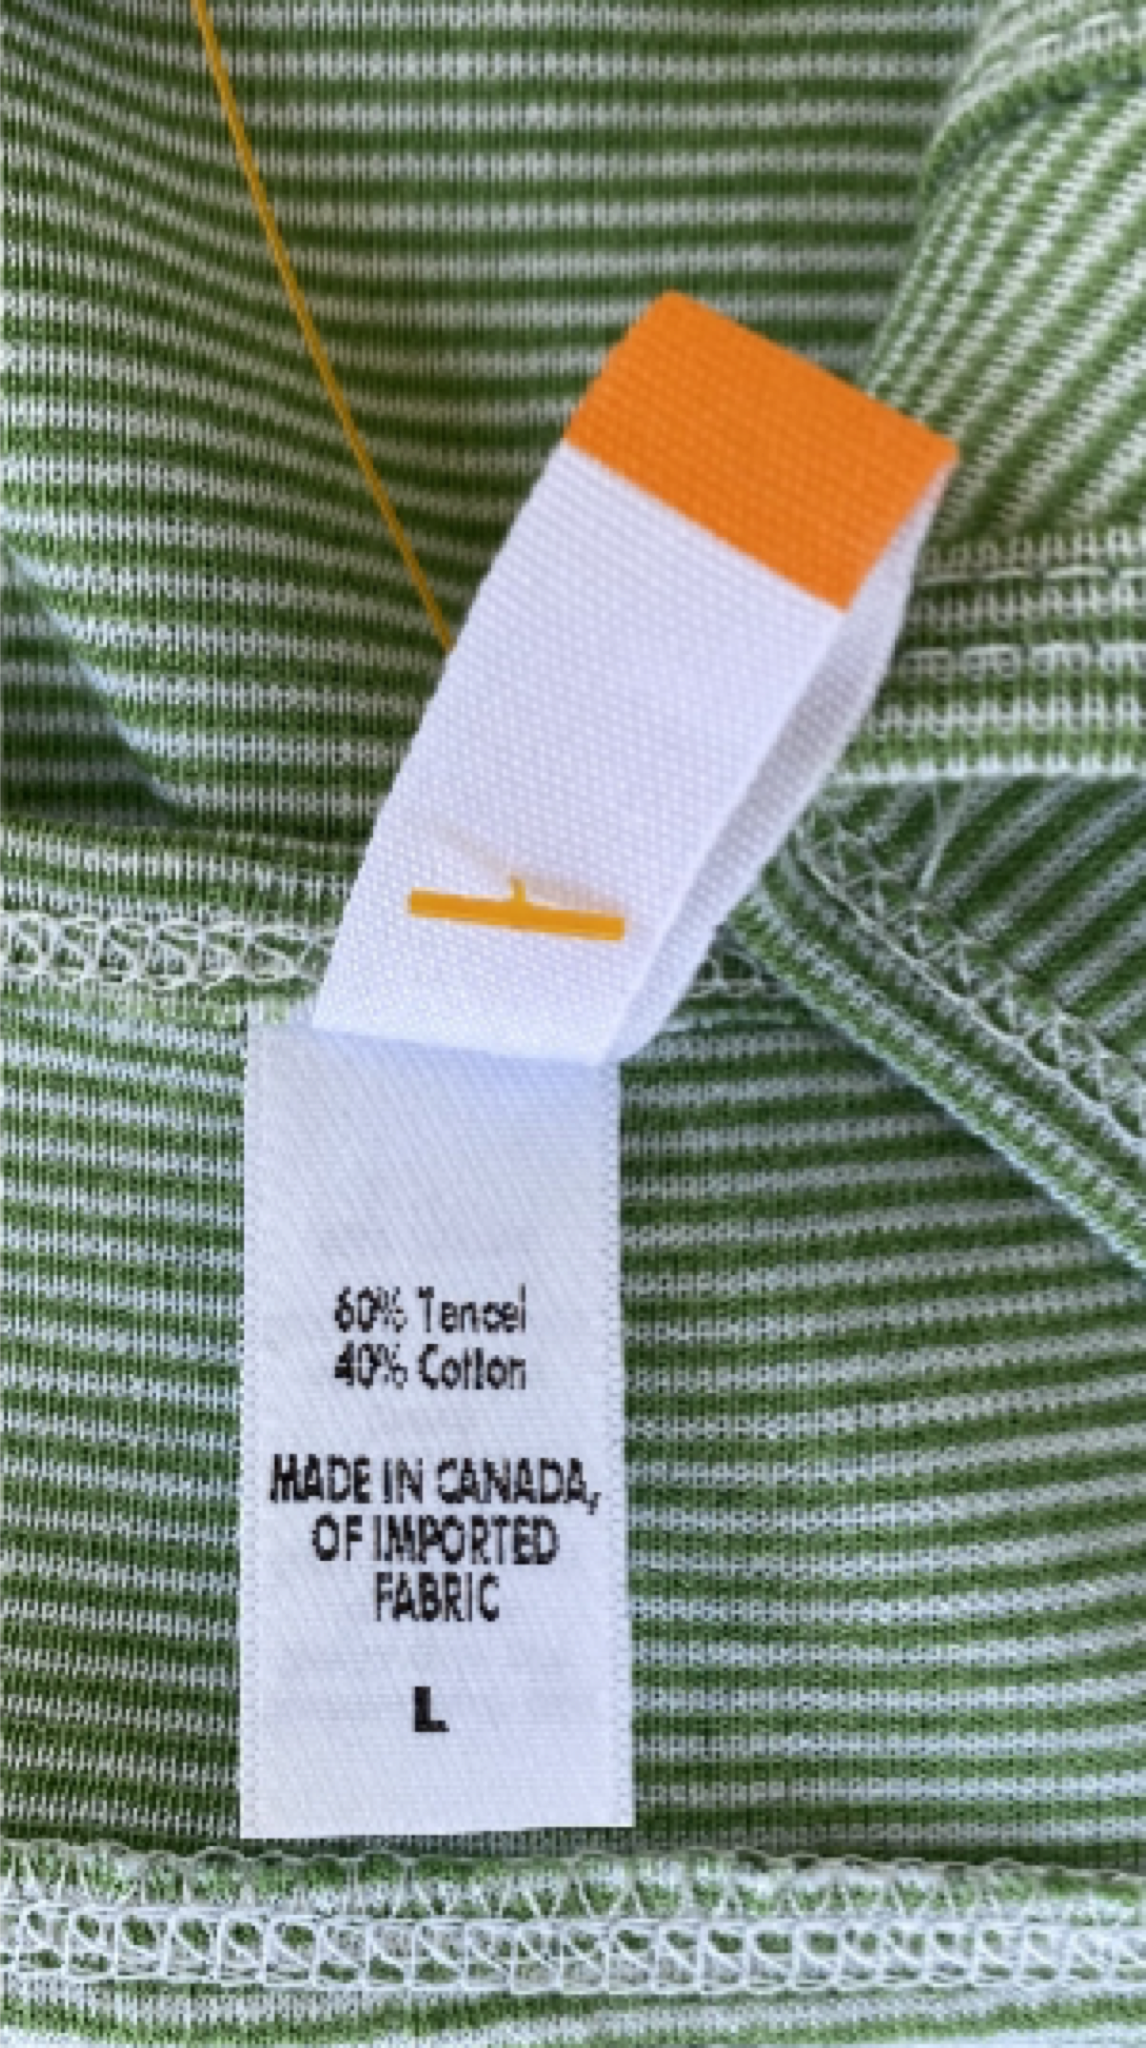 60% Tencel
40% Cotton
MADE IN CANADA,
OF IMPORTED
FABRIC
L